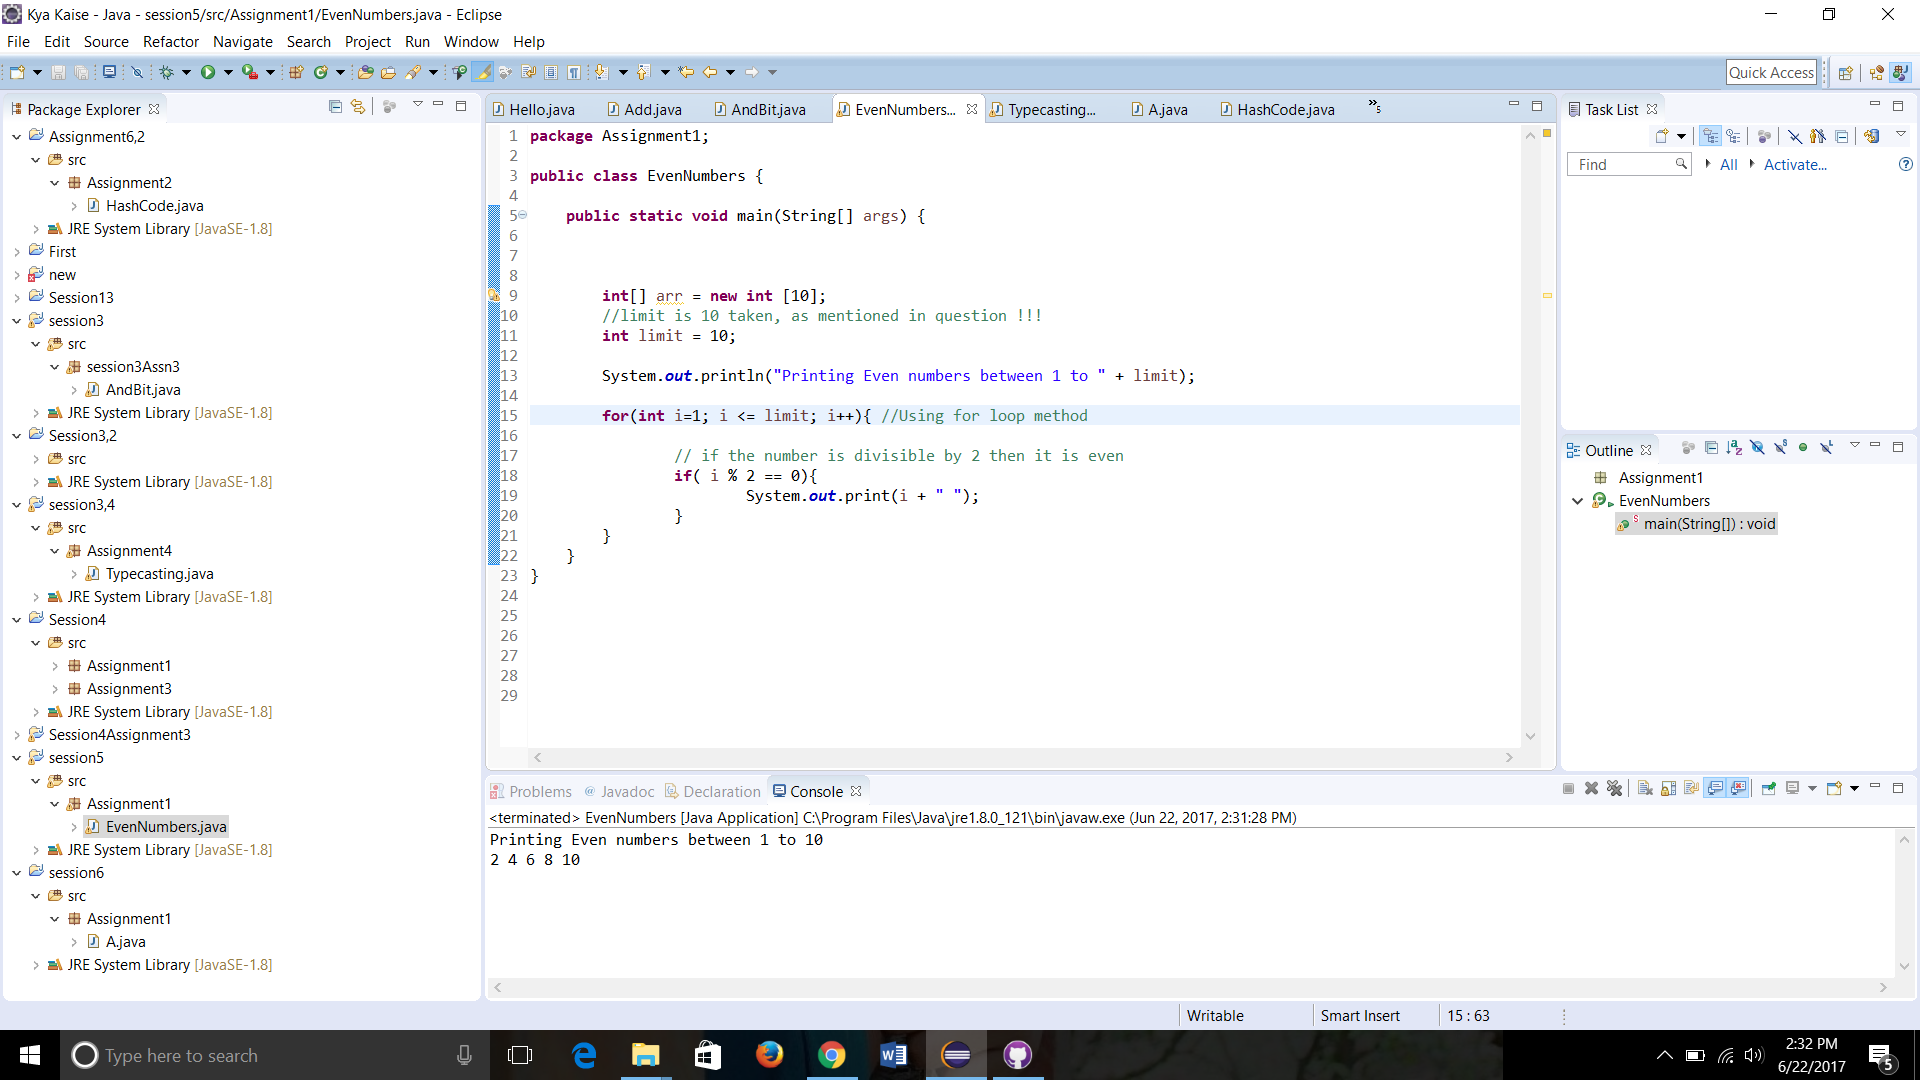 Kya Kaise - Java - session5/src/Assignment1/EvenNumbers.java - Eclipse
File Edit Source Refactor Navigate Search Project Run Window Help
Quick Access
Package Explorer
Assignment6,2
src
Assignment2
HashCode.java
JRE System Library [JavaSE-1.8]
First
new
Session13
session3
src
session3Assn3
AndBit.java
JRE System Library [JavaSE-1.8]
Session3,2
src
JRE System Library [JavaSE-1.8]
session3,4
src
Assignment4
Typecasting.java
JRE System Library [JavaSE-1.8]
Session4
src
Assignment1
Assignment3
JRE System Library [JavaSE-1.8]
Session4Assignment3
session5
src
Assignment1
EvenNumbers.java
JRE System Library [JavaSE-1.8]
session6
src
Assignment1
A.java
JRE System Library [JavaSE-1.8]
Hello.java Add.java AndBit.java EvenNumbers... Typecasting... A.java HashCode.java »5
1 package Assignment1;
2
3 public class EvenNumbers {
4
5 public static void main(String[] args) {
6
7
8
9 int[] arr = new int [10];
10 //limit is 10 taken, as mentioned in question !!!
11 int limit = 10;
12
13 System.out.println("Printing Even numbers between 1 to " + limit);
14
15 for(int i=1; i <= limit; i++){ //Using for loop method
16
17 // if the number is divisible by 2 then it is even
18 if( i % 2 == 0){
19 System.out.print(i + " ");
20 }
21 }
22 }
23 }
24
25
26
27
28
29
Task List
Find All Activate...
Outline
Assignment1
EvenNumbers
main(String[]) : void
Problems @ Javadoc Declaration Console
<terminated> EvenNumbers [Java Application] C:\Program Files\Java\jre1.8.0_121\bin\javaw.exe (Jun 22, 2017, 2:31:28 PM)
Printing Even numbers between 1 to 10
2 4 6 8 10
Writable Smart Insert 15 : 63
Type here to search
2:32 PM
6/22/2017
5